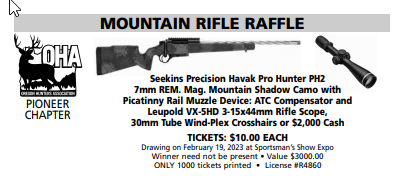 MOUNTAIN RIFLE RAFFLE
OHA
OREGON HUNTERS ASSOCIATION
PIONEER
CHAPTER
Seekins Precision Havak Pro Hunter PH2
7mm REM. Mag. Mountain Shadow Camo with
Picatinny Rail Muzzle Device: ATC Compensator and
Leupold VX-5HD 3-15x44mm Rifle Scope,
30mm Tube Wind-Plex Crosshairs or $2,000 Cash
TICKETS: $10.00 EACH
Drawing on February 19, 2023 at Sportsman's Show Expo
Winner need not be present • Value $3000.00
ONLY 1000 tickets printed • License #R4860